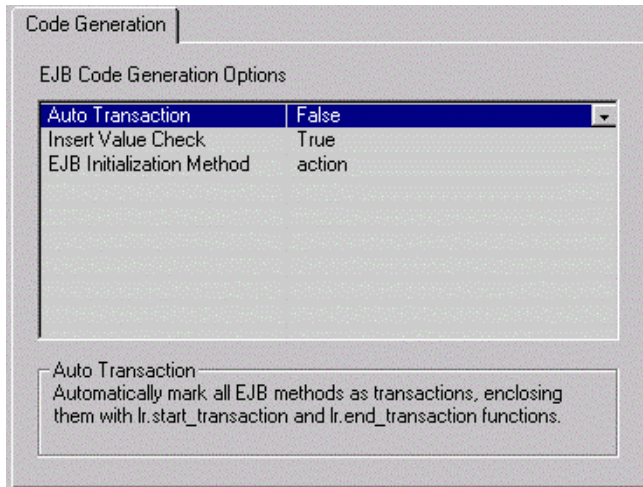 Code Generation
EJB Code Generation Options
Auto Transaction False
Insert Value Check True
EJB Initialization Method action
Auto Transaction
Automatically mark all EJB methods as transactions, enclosing
them with lr.start_transaction and lr.end_transaction functions.